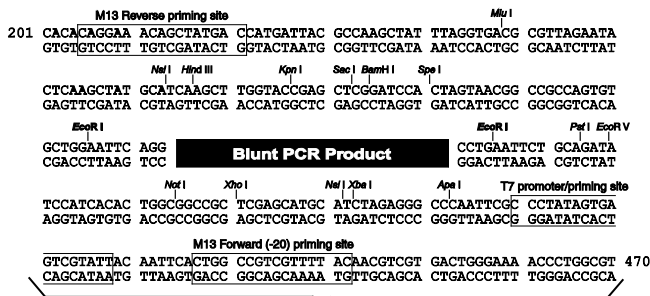 M13 Reverse priming site
Mlu I
201 CACACAGGAA ACAGCTATGA CCATGATTAC GCCAAGCTAT TTAGGTGACG CGTTAGAATA
GTGTGTCCTT TGTCGATACT GGTACTAATG CGGTTCGATA AATCCACTGC GCAATCTTAT
Nsi I Hind III Kpn I Sac I BamH I Spe I
CTCAAGCTAT GCATCAAGCT TGGTACCGAG CTCGGATCCA CTAGTAACGG CCGCCAGTGT
GAGTTCGATA CGTAGTTCGA ACCATGGCTC GAGCCTAGGT GATCATTGCC GGCGGTCACA
EcoR I EcoR I Pst I EcoR V
GCTGGAATTC AGG Blunt PCR Product CCTGAATTCT GCAGATA
CGACCTTAAG TCC GGACTTAAGA CGTCTAT
Not I Xho I Nsi I Xba I Apa I T7 promoter/priming site
TCCATCACAC TGGCGGCCGC TCGAGCATGC ATCTAGAGGG CCCAATTCGC CCTATAGTGA
AGGTAGTGTG ACCGCCGGCG AGCTCGTACG TAGATCTCCC GGGTTAAGCG GGATATCACT
M13 Forward (-20) priming site
GTCGTATTAC AATTCACTGG CCGTCGTTTT ACAACGTCGT GACTGGGAAA ACCCTGGCGT 470
CAGCATAATG TTAAGTGACC GGCAGCAAAA TGTTGCAGCA CTGACCCTTT TGGGACCGCA